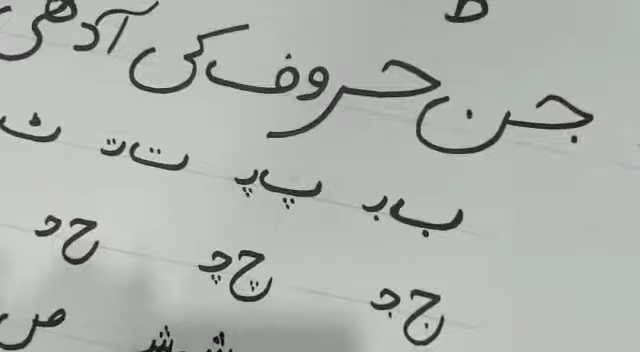 جن حروف کی آدھی
ب بـ پ پـ ت تـ ٹ
ج جـ چ چـ ح حـ
ص